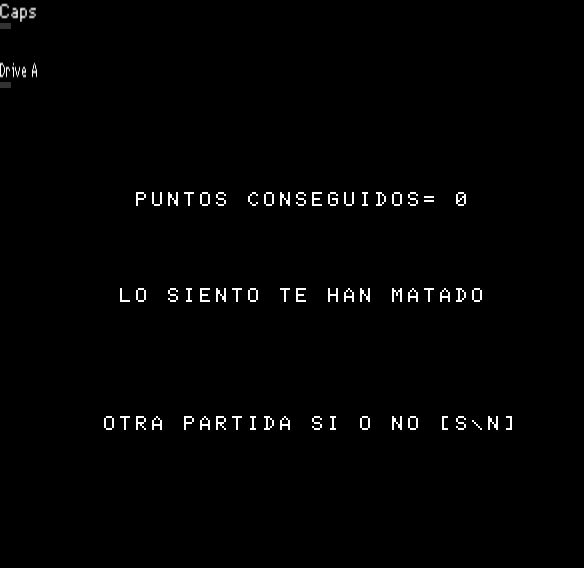 Caps
Drive A
PUNTOS CONSEGUIDOS= 0
LO SIENTO TE HAN MATADO
OTRA PARTIDA SI O NO [S\N]